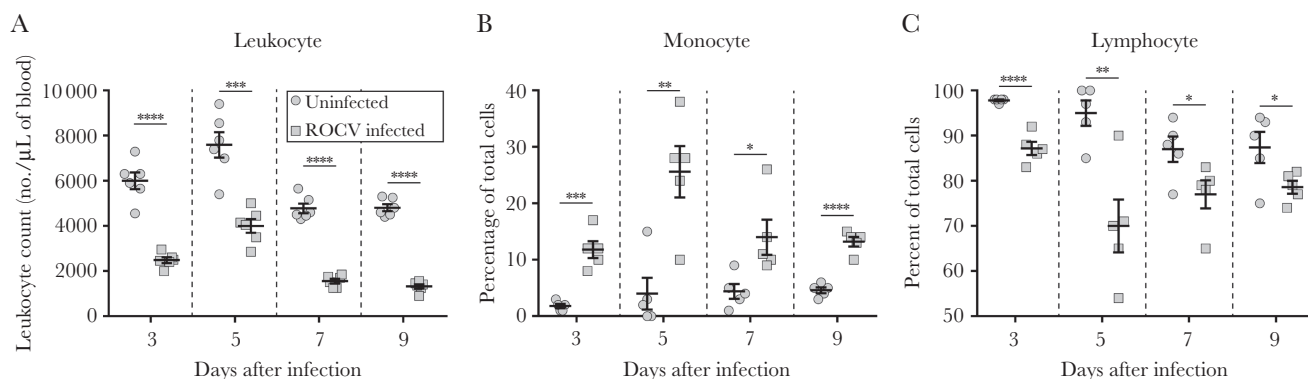 A
Leukocyte
Leukocyte count (no./μL of blood)
10 000
8000
6000
4000
2000
0
****
***
****
****
Uninfected
ROCV infected
3
5
7
9
Days after infection
B
Monocyte
Percentage of total cells
40
30
20
10
0
***
**
*
****
3
5
7
9
Days after infection
C
Lymphocyte
Percent of total cells
100
90
80
70
60
50
****
**
*
*
3
5
7
9
Days after infection